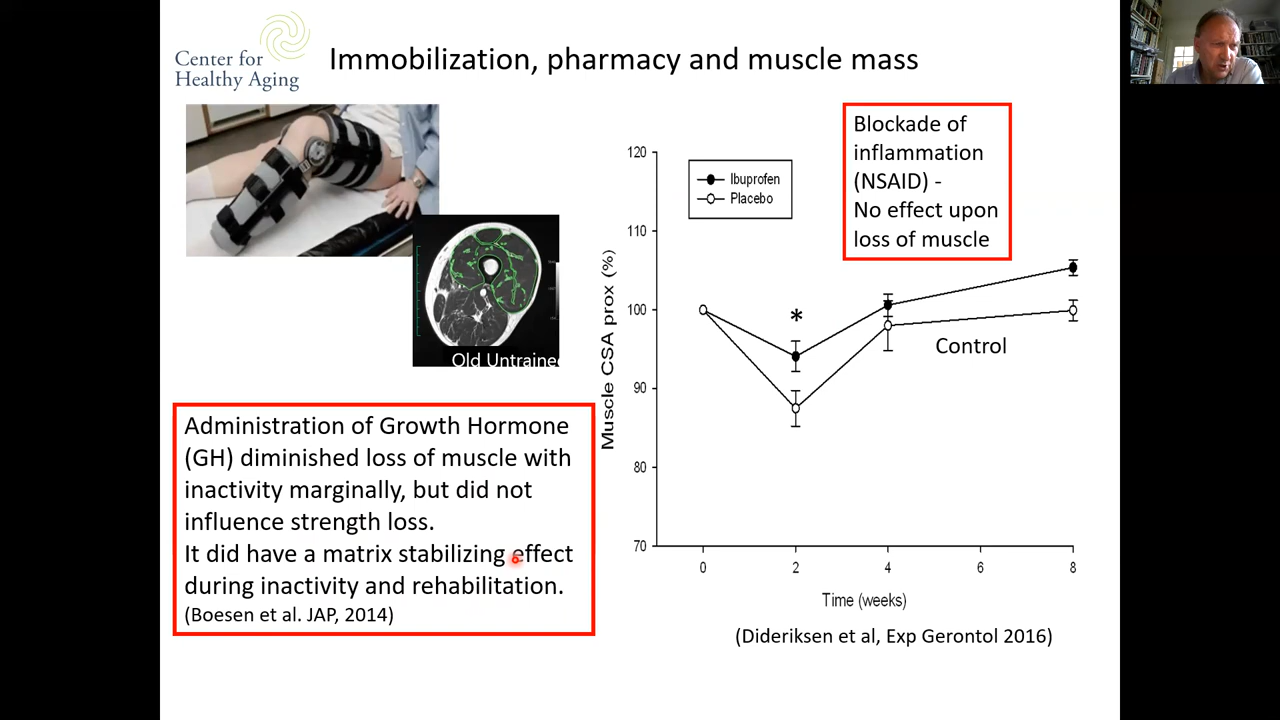 Center for
Healthy Aging
Immobilization, pharmacy and muscle mass
Old Untraine
Administration of Growth Hormone
(GH) diminished loss of muscle with
inactivity marginally, but did not
influence strength loss.
It did have a matrix stabilizing effect
during inactivity and rehabilitation.
(Boesen et al. JAP, 2014)
Blockade of
inflammation
(NSAID) -
No effect upon
loss of muscle
Ibuprofen
Placebo
*
Control
Muscle CSA prox (%)
120
110
100
90
80
70
0 2 4 6 8
Time (weeks)
(Dideriksen et al, Exp Gerontol 2016)